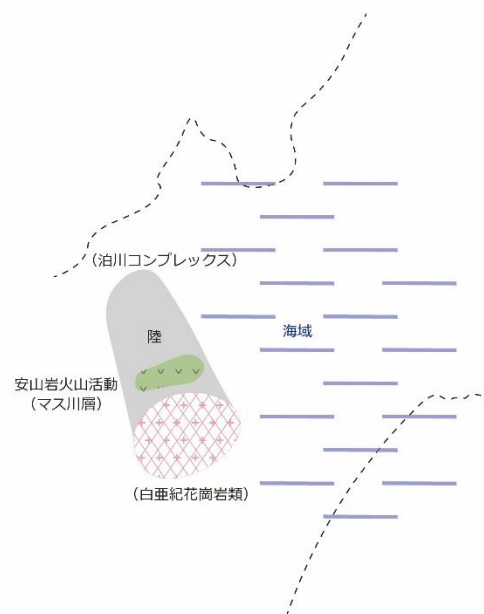 （泊川コンプレックス）
陸
海域
安山岩火山活動
（マス川層）
（白亜紀花崗岩類）